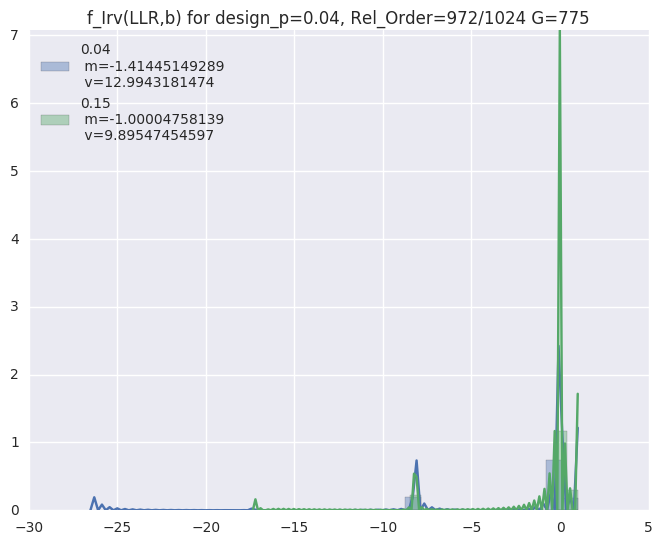 f_Irv(LLR,b) for design_p=0.04, Rel_Order=972/1024 G=775
0.04
m=-1.41445149289
v=12.9943181474
0.15
m=-1.00004758139
v=9.89547454597
7
6
5
4
3
2
1
0
−30 −25 −20 −15 −10 −5 0 5